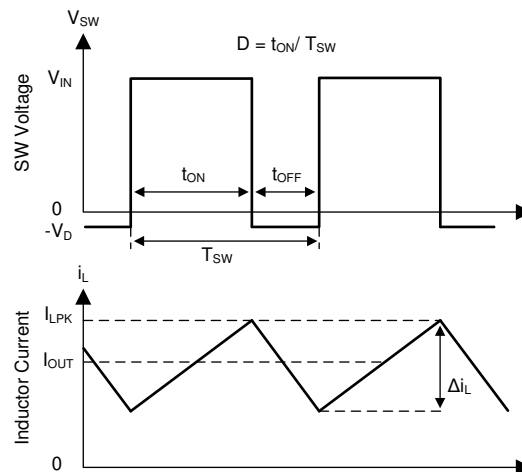 V_SW
D = t_ON/ T_SW
V_IN
SW Voltage
t_ON
t_OFF
0
-V_D
T_SW
i_L
I_LPK
I_OUT
Inductor Current
Δi_L
0